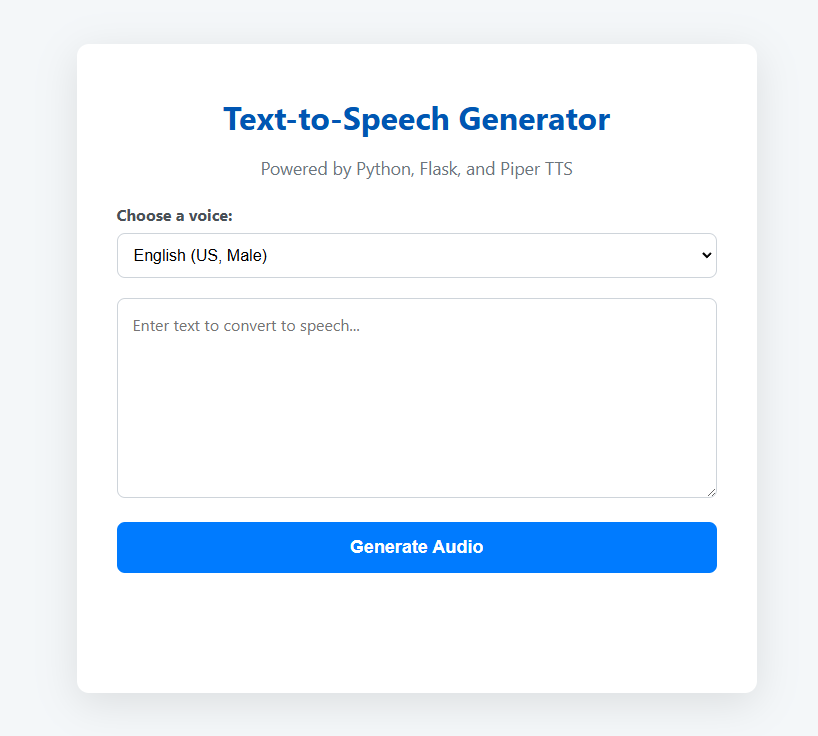 Text-to-Speech Generator
Powered by Python, Flask, and Piper TTS
Choose a voice:
English (US, Male)
Enter text to convert to speech...
Generate Audio